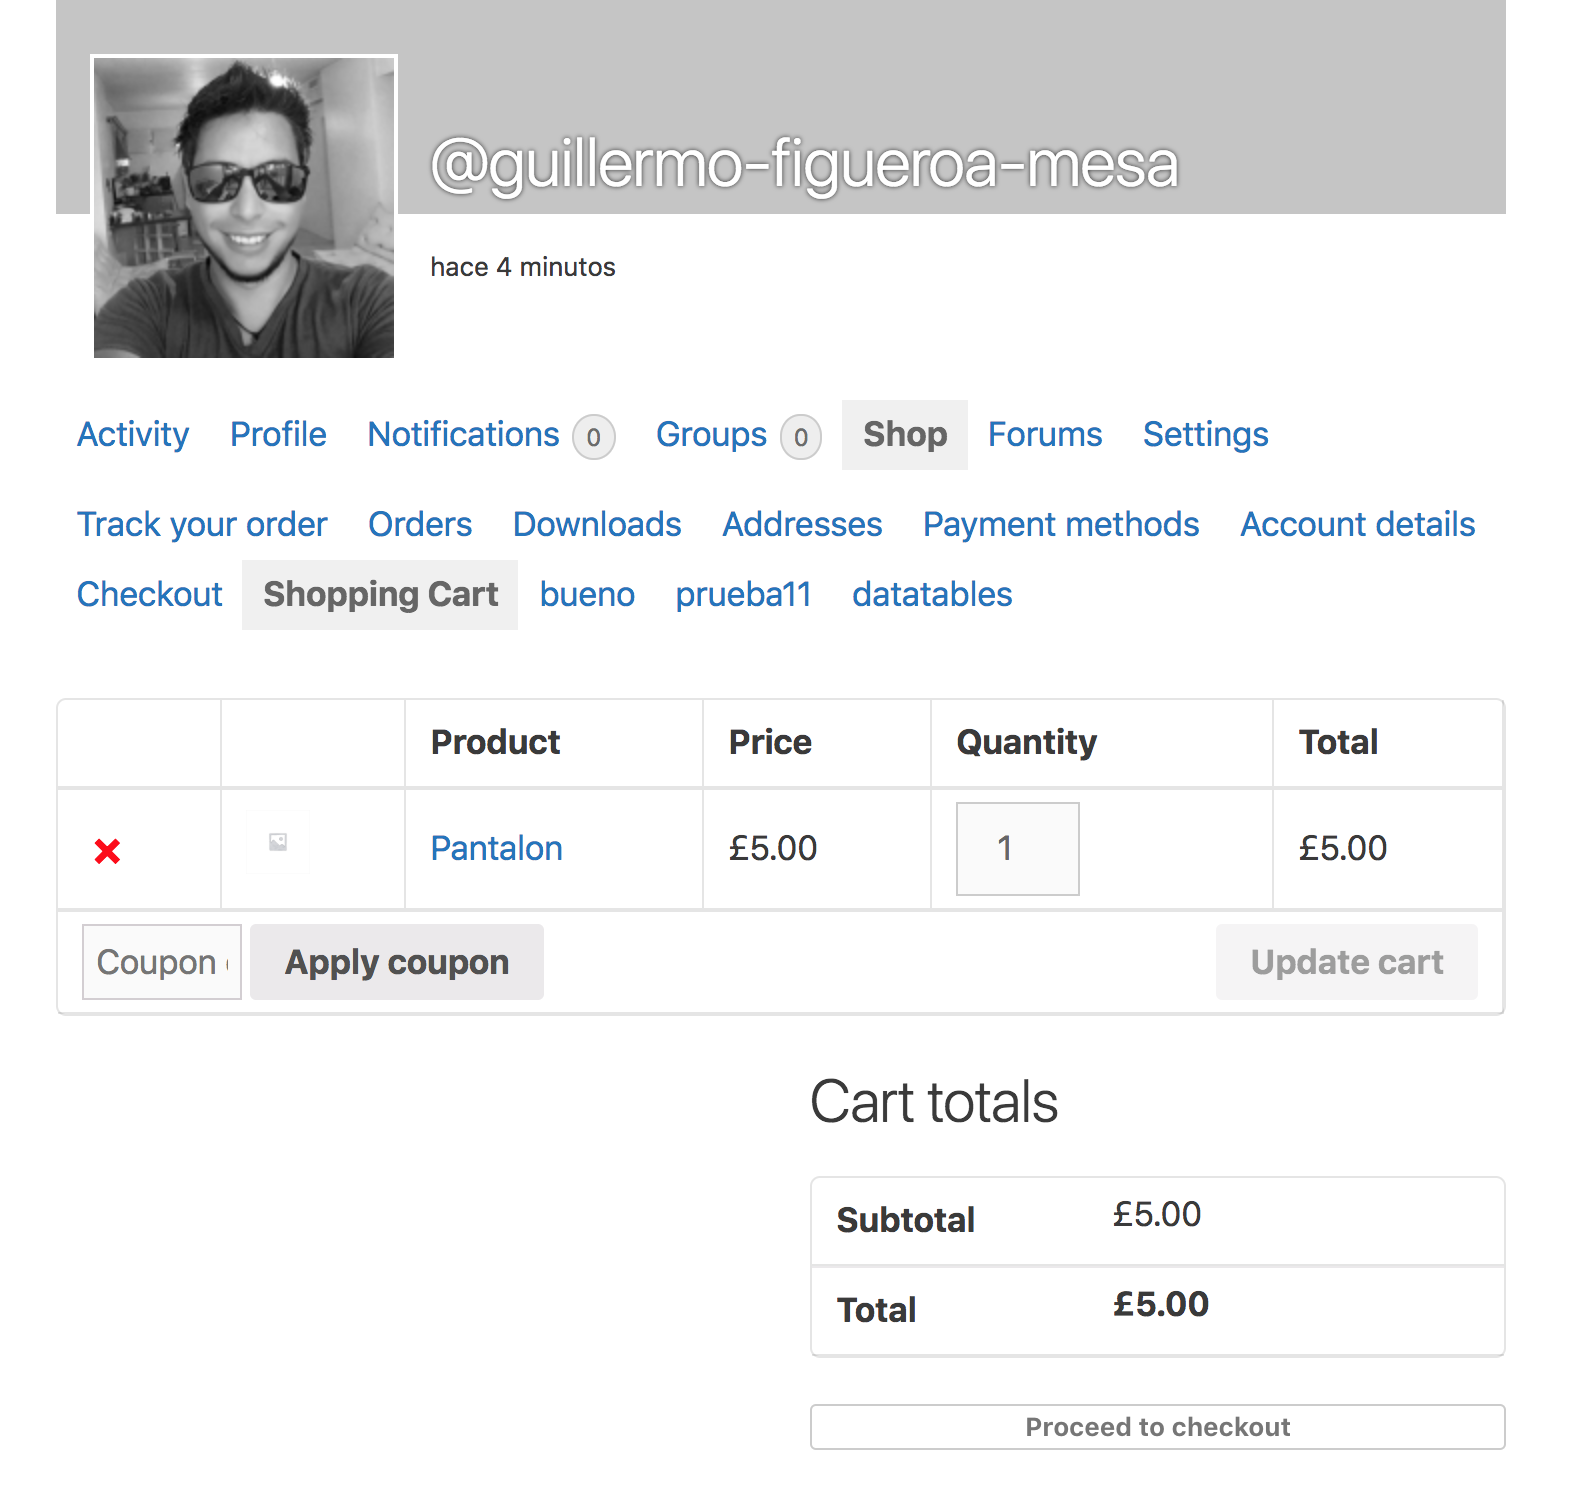 @guillermo-figueroa-mesa
hace 4 minutos
Activity Profile Notifications 0 Groups 0 Shop Forums Settings
Track your order Orders Downloads Addresses Payment methods Account details
Checkout Shopping Cart bueno prueba11 datatables
Product Price Quantity Total
Pantalon £5.00 1 £5.00
Coupon Apply coupon Update cart
Cart totals
Subtotal £5.00
Total £5.00
Proceed to checkout